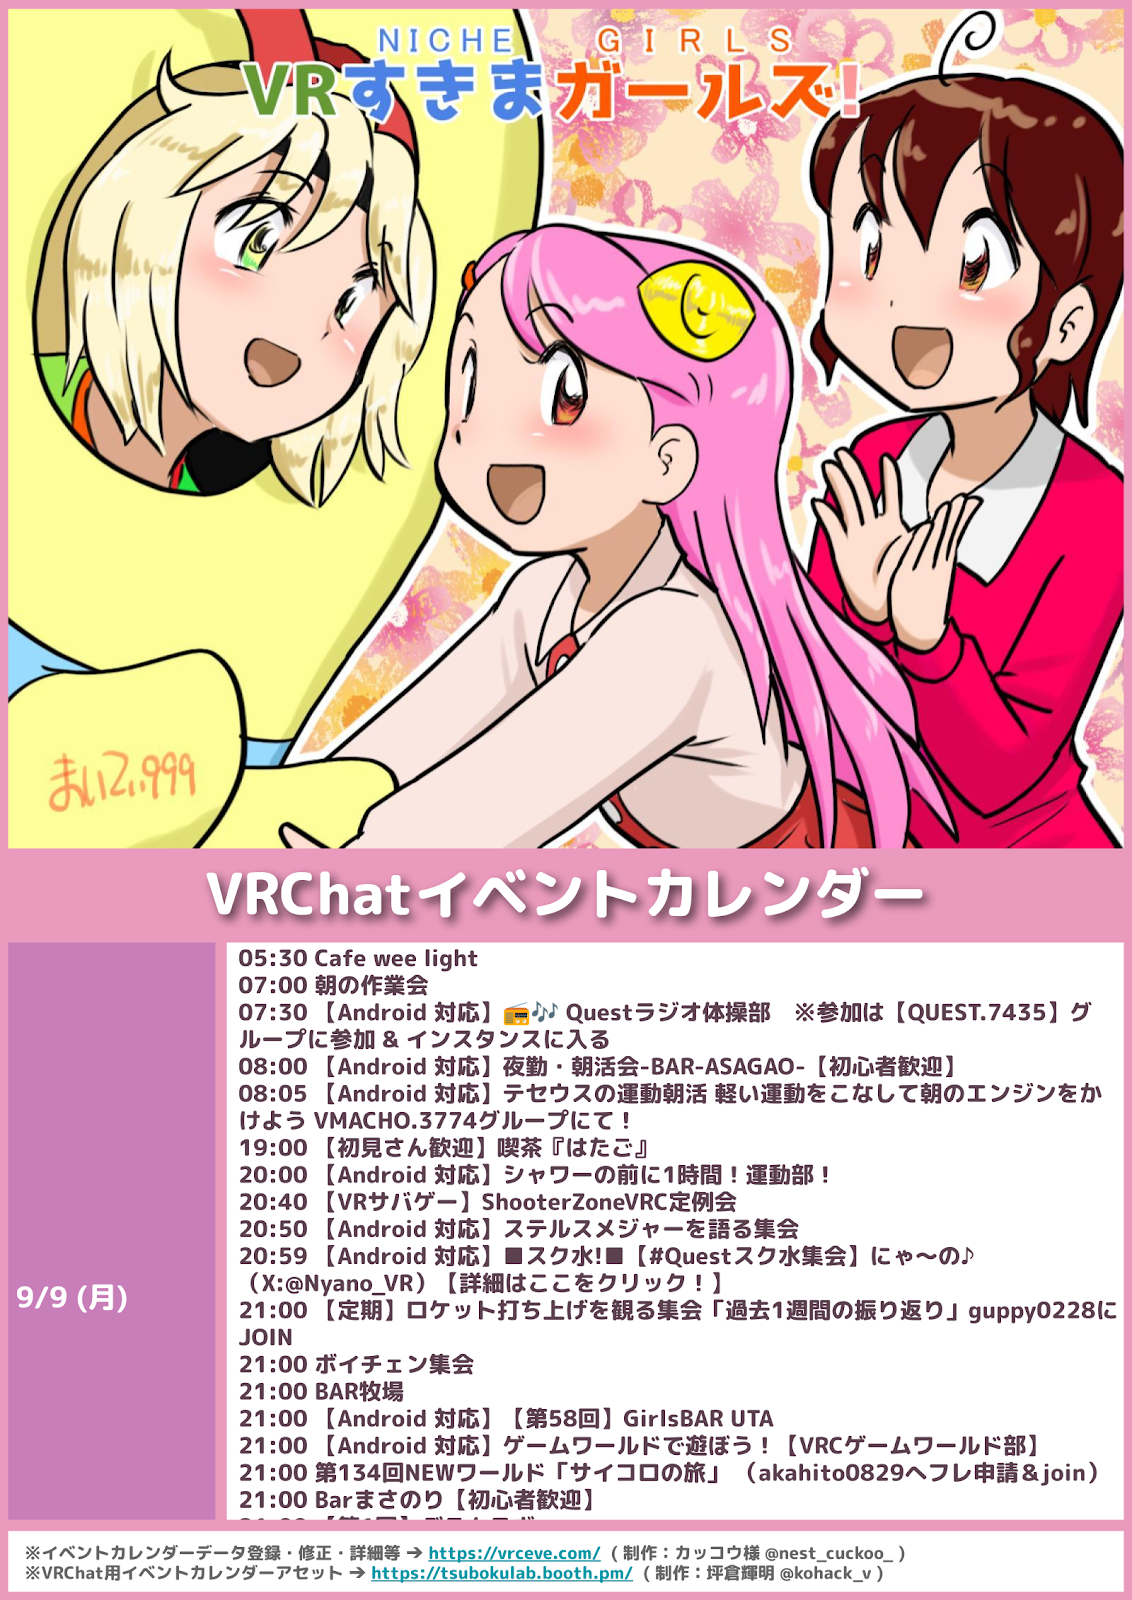 NICHE GIRLS
VRすきまガールズ!
まいてい999
VRChatイベントカレンダー
9/9 (月)
05:30 Cafe wee light
07:00 朝の作業会
07:30 【Android 対応】📻🎶 Questラジオ体操部　※参加は【QUEST.7435】グ
ループに参加 & インスタンスに入る
08:00 【Android 対応】夜勤・朝活会-BAR-ASAGAO-【初心者歓迎】
08:05 【Android 対応】テセウスの運動朝活 軽い運動をこなして朝のエンジンをか
けよう VMACHO.3774グループにて！
19:00 【初見さん歓迎】喫茶『はたご』
20:00 【Android 対応】シャワーの前に1時間！運動部！
20:40 【VRサバゲー】ShooterZoneVRC定例会
20:50 【Android 対応】ステルスメジャーを語る集会
20:59 【Android 対応】■スク水!■【#Questスク水集会】にゃ～の♪
（X:@Nyano_VR）【詳細はここをクリック！】
21:00 【定期】ロケット打ち上げを観る集会「過去1週間の振り返り」guppy0228に
JOIN
21:00 ボイチェン集会
21:00 BAR牧場
21:00 【Android 対応】【第58回】GirlsBAR UTA
21:00 【Android 対応】ゲームワールドで遊ぼう！【VRCゲームワールド部】
21:00 第134回NEWワールド「サイコロの旅」（akahito0829へフレ申請＆join）
21:00 Barまさのり【初心者歓迎】
※イベントカレンダーデータ登録・修正・詳細等 → https://vrceve.com/ ( 制作：カッコウ様 @nest_cuckoo_ )
※VRChat用イベントカレンダーアセット → https://tsubokulab.booth.pm/ ( 制作：坪倉輝明 @kohack_v )